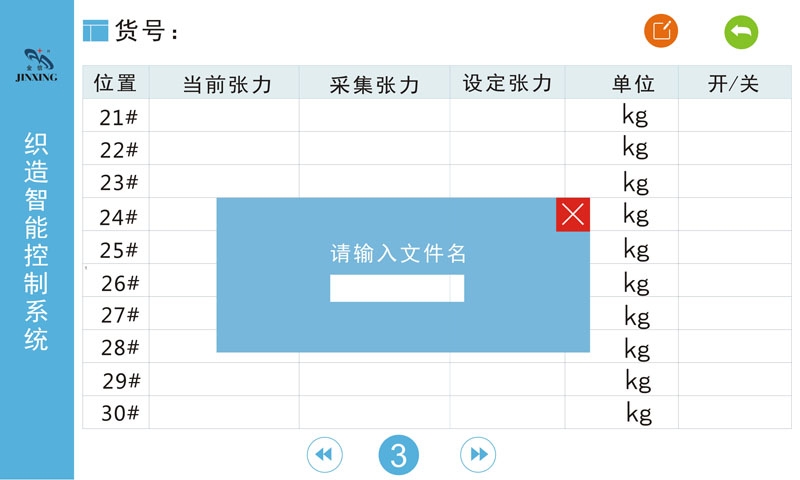 货号：
金信
JINXING
织造智能控制系统
位置 当前张力 采集张力 设定张力 单位 开/关
21# kg
22# kg
23# kg
24# kg
25# kg
26# kg
27# kg
28# kg
29# kg
30# kg
请输入文件名
3